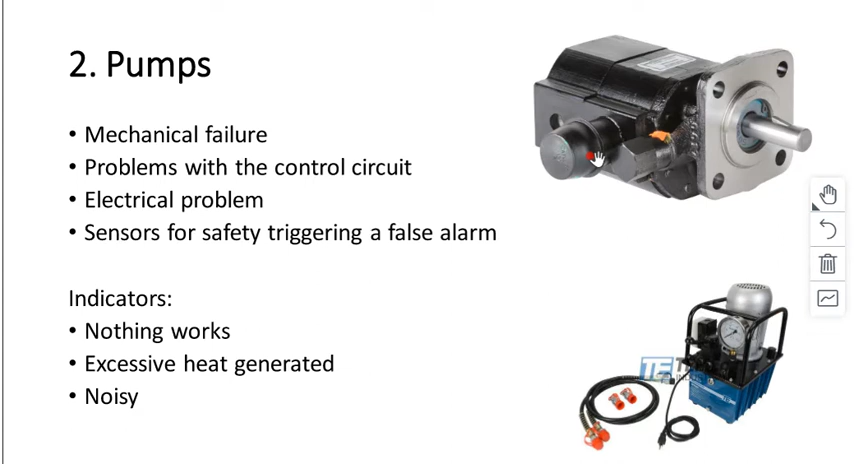 2. Pumps
• Mechanical failure
• Problems with the control circuit
• Electrical problem
• Sensors for safety triggering a false alarm
Indicators:
• Nothing works
• Excessive heat generated
• Noisy
TE